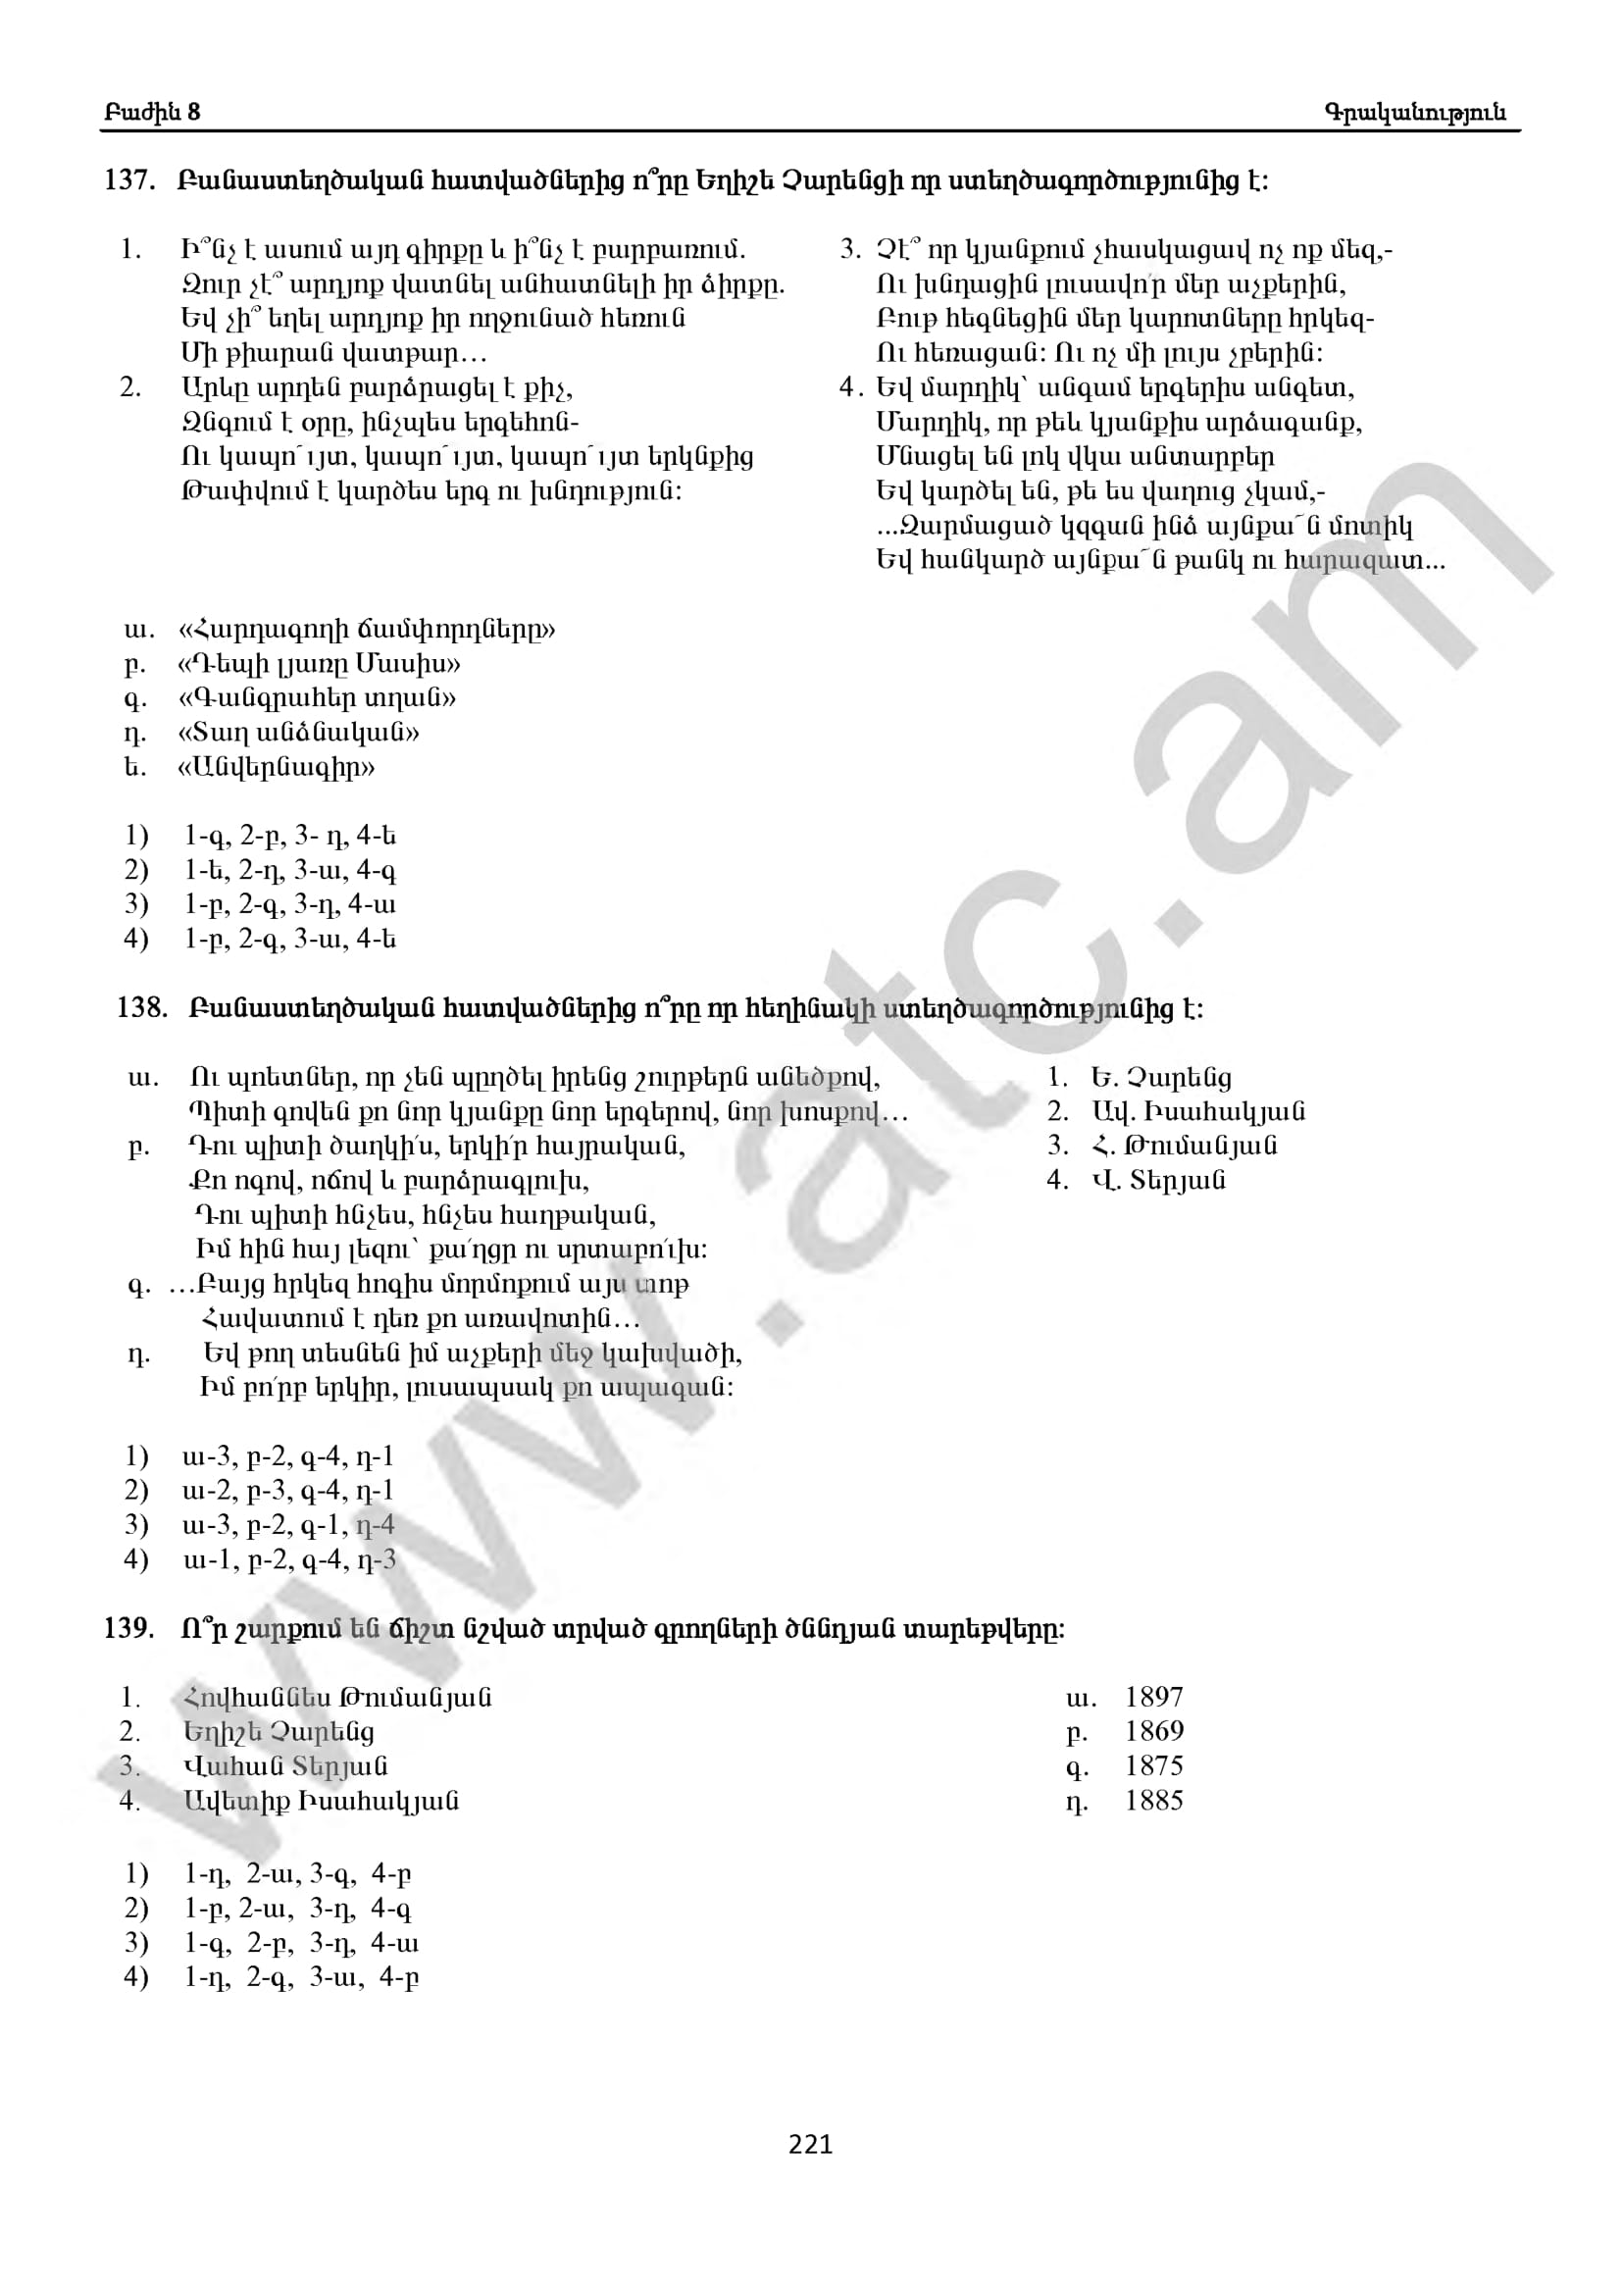 Բաժին 8 Գրականություն
137. Բանաստեղծական հատվածներից ո՞րը Եղիշե Չարենցի որ ստեղծագործությունից է:
1. Ի՞նչ է ասում այդ գիրքը և ի՞նչ է բարբառում.
Զուր չէ՞ արդյոք վատնել անհատնելի իր ձիրքը.
Եվ չի՞ եղել արդյոք իր ողջունած հեռուն
Մի թիարան վատթար…
2. Արևը արդեն բարձրացել է քիչ,
Զնգում է օրը, ինչպես երգեհոն-
Ու կապո՜ւյտ, կապո՜ւյտ, կապո՜ւյտ երկնքից
Թափվում է կարծես երգ ու խնդություն:
3. Չէ՞ որ կյանքում չհասկացավ ոչ ոք մեզ,-
Ու խնդացին լուսավո՛ր մեր աչքերին,
Բութ հեգնեցին մեր կարոտները հրկեզ-
Ու հեռացան: Ու ոչ մի լույս չբերին:
4. Եվ մարդիկ՝ անգամ երգերիս անգետ,
Մարդիկ, որ թեև կյանքիս արձագանք,
Մնացել են լոկ վկա անտարբեր
Եվ կարծել են, թե ես վաղուց չկամ,-
...Զարմացած կզգան ինձ այնքա՜ն մոտիկ
Եվ հանկարծ այնքա՜ն թանկ ու հարազատ...
ա. «Հարդագողի ճամփորդները»
բ. «Դեպի լյառը Մասիս»
գ. «Գանգրահեր տղան»
դ. «Տաղ անձնական»
ե. «Անվերնագիր»
1) 1-գ, 2-բ, 3- դ, 4-ե
2) 1-ե, 2-դ, 3-ա, 4-գ
3) 1-բ, 2-գ, 3-դ, 4-ա
4) 1-բ, 2-գ, 3-ա, 4-ե
138. Բանաստեղծական հատվածներից ո՞րը որ հեղինակի ստեղծագործությունից է:
ա. Ու պոետներ, որ չեն պըղծել իրենց շուրթերն անեծքով,
Պիտի գովեն քո նոր կյանքը նոր երգերով, նոր խոսքով…
բ. Դու պիտի ծաղկի՛ս, երկի՛ր հայրական,
Քո ոգով, ոճով և բարձրագլուխ,
Դու պիտի հնչես, հնչես հաղթական,
Իմ հին հայ լեզու՝ քա՛ղցր ու սրտաբո՛ւխ:
գ. …Բայց հրկեզ հոգիս մորմոքում այս տոթ
Հավատում է դեռ քո առավոտին…
դ. Եվ թող տեսնեն իմ աչքերի մեջ կախվածի,
Իմ բո՛րբ երկիր, լուսապսակ քո ապագան:
1. Ե. Չարենց
2. Ավ. Իսահակյան
3. Հ. Թումանյան
4. Վ. Տերյան
1) ա-3, բ-2, գ-4, դ-1
2) ա-2, բ-3, գ-4, դ-1
3) ա-3, բ-2, գ-1, դ-4
4) ա-1, բ-2, գ-4, դ-3
139. Ո՞ր շարքում են ճիշտ նշված տրված գրողների ծննդյան տարեթվերը:
1. Հովհաննես Թումանյան ա. 1897
2. Եղիշե Չարենց բ. 1869
3. Վահան Տերյան գ. 1875
4. Ավետիք Իսահակյան դ. 1885
1) 1-դ, 2-ա, 3-գ, 4-բ
2) 1-բ, 2-ա, 3-դ, 4-գ
3) 1-գ, 2-բ, 3-դ, 4-ա
4) 1-դ, 2-գ, 3-ա, 4-բ
221
www.atc.am